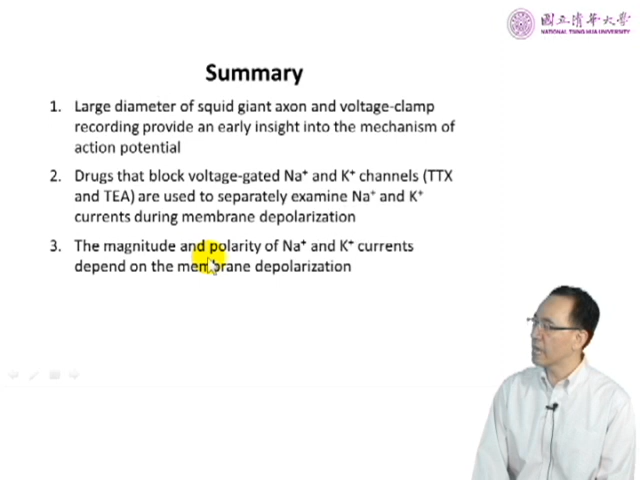 國立清華大學
NATIONAL TSING HUA UNIVERSITY
Summary
1. Large diameter of squid giant axon and voltage-clamp
recording provide an early insight into the mechanism of
action potential
2. Drugs that block voltage-gated Na⁺ and K⁺ channels (TTX
and TEA) are used to separately examine Na⁺ and K⁺
currents during membrane depolarization
3. The magnitude and polarity of Na⁺ and K⁺ currents
depend on the membrane depolarization